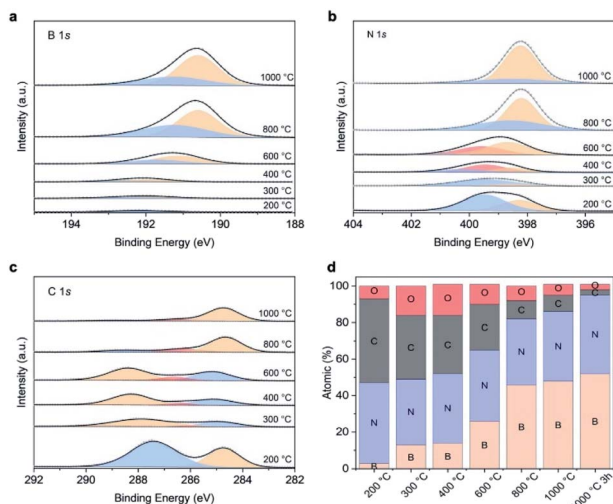 a
B 1s
1000 °C
800 °C
600 °C
400 °C
300 °C
200 °C
Intensity (a.u.)
194 192 190 188
Binding Energy (eV)
b
N 1s
1000 °C
800 °C
600 °C
400 °C
300 °C
200 °C
Intensity (a.u.)
404 402 400 398 396
Binding Energy (eV)
c
C 1s
1000 °C
800 °C
600 °C
400 °C
300 °C
200 °C
Intensity (a.u.)
292 290 288 286 284 282
Binding Energy (eV)
d
100
80
60
40
20
0
Atomic (%)
O O O O O O O
C C C C C C C
N N N N N N N
B B B B B B B
200 °C 300 °C 400 °C 600 °C 800 °C 1000 °C 000 °C 3h